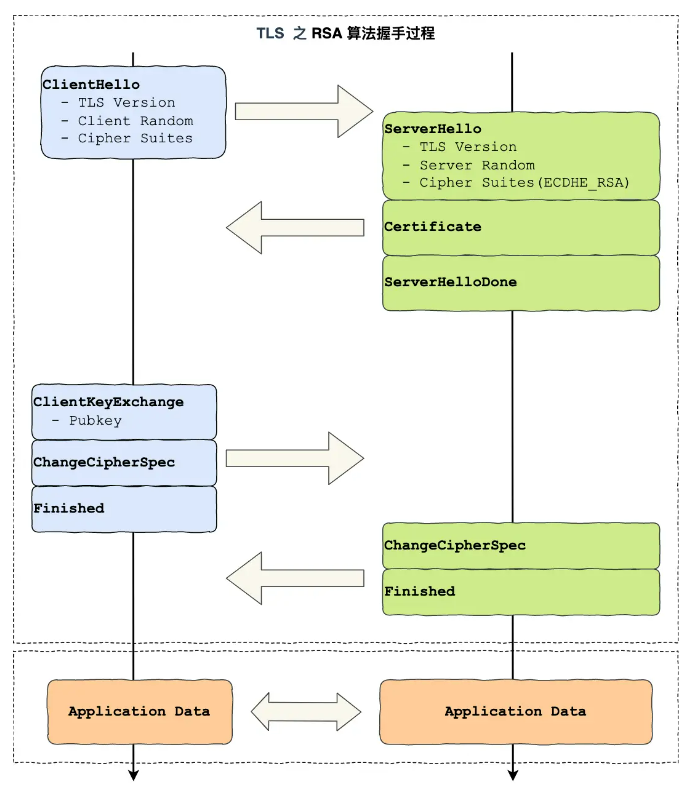 TLS 之 RSA 算法握手过程
ClientHello
- TLS Version
- Client Random
- Cipher Suites
ServerHello
- TLS Version
- Server Random
- Cipher Suites(ECDHE_RSA)
Certificate
ServerHelloDone
ClientKeyExchange
- Pubkey
ChangeCipherSpec
Finished
ChangeCipherSpec
Finished
Application Data
Application Data